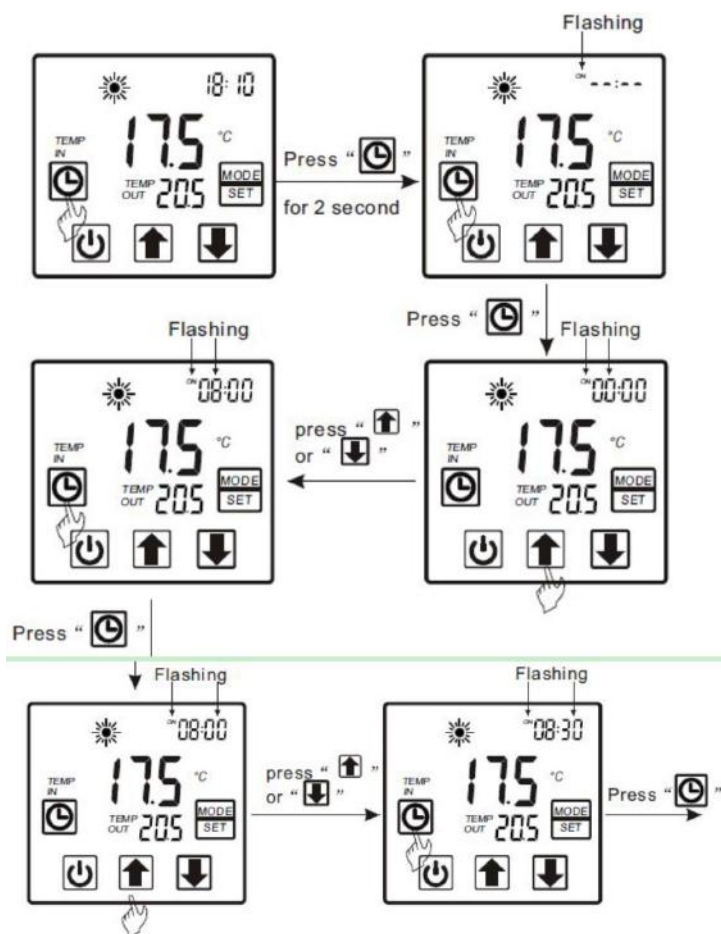 Flashing
18:10
ON --:--
TEMP
IN
17.5 °C
Press “ ”
for 2 second
TEMP
IN
17.5 °C
TEMP
OUT 20.5
MODE
SET
TEMP
OUT 20.5
MODE
SET
Press “ ”
Flashing
Flashing
ON 08:00
ON 00:00
TEMP
IN
17.5 °C
press “ ”
or “ ”
TEMP
IN
17.5 °C
TEMP
OUT 20.5
MODE
SET
TEMP
OUT 20.5
MODE
SET
Press “ ”
Flashing
Flashing
ON 08:00
ON 08:30
TEMP
IN
17.5 °C
press “ ”
or “ ”
TEMP
IN
17.5 °C
Press “ ”
TEMP
OUT 20.5
MODE
SET
TEMP
OUT 20.5
MODE
SET